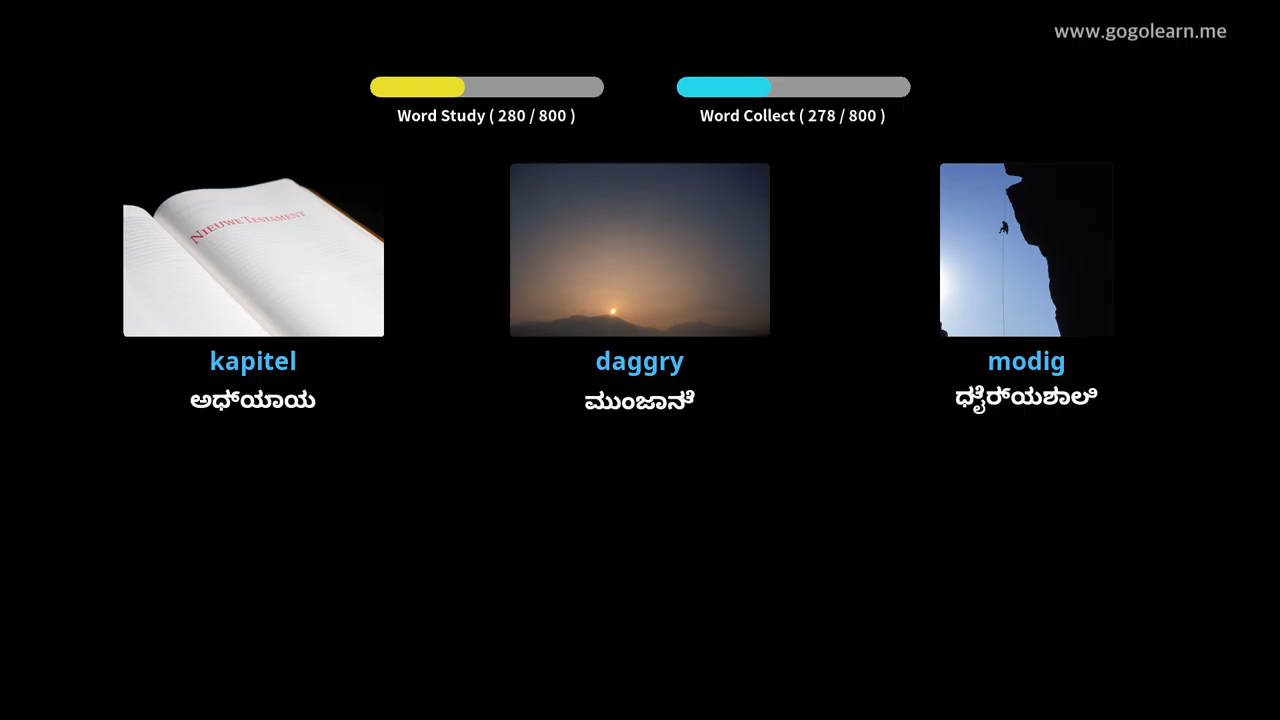 www.gogolearn.me
Word Study ( 280 / 800 )
Word Collect ( 278 / 800 )
NIEUWE TESTAMENT
kapitel
daggry
modig
ಅಧ್ಯಾಯ
ಮುಂಜಾನೆ
ಧೈರ್ಯಶಾಲಿ